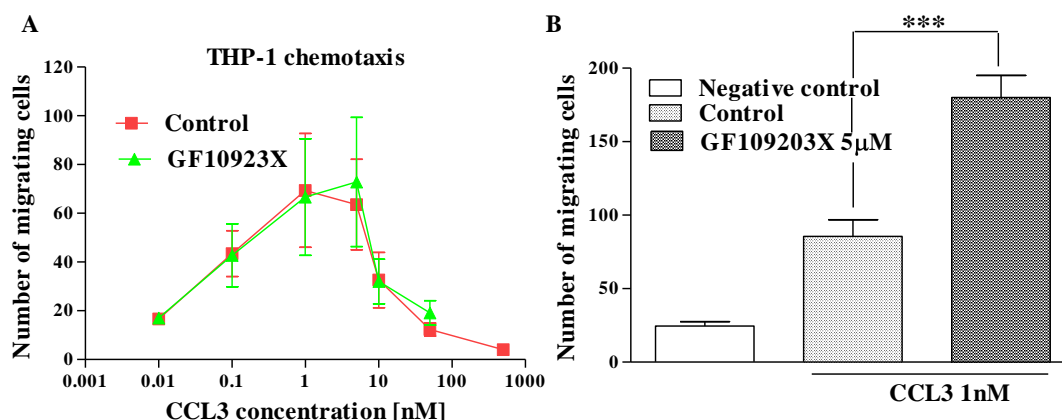 A
THP-1 chemotaxis
Number of migrating cells
120
100
80
60
40
20
0
Control
GF10923X
0.001 0.01 0.1 1 10 100 1000
CCL3 concentration [nM]
B
***
Number of migrating cells
200
150
100
50
0
Negative control
Control
GF109203X 5µM
CCL3 1nM